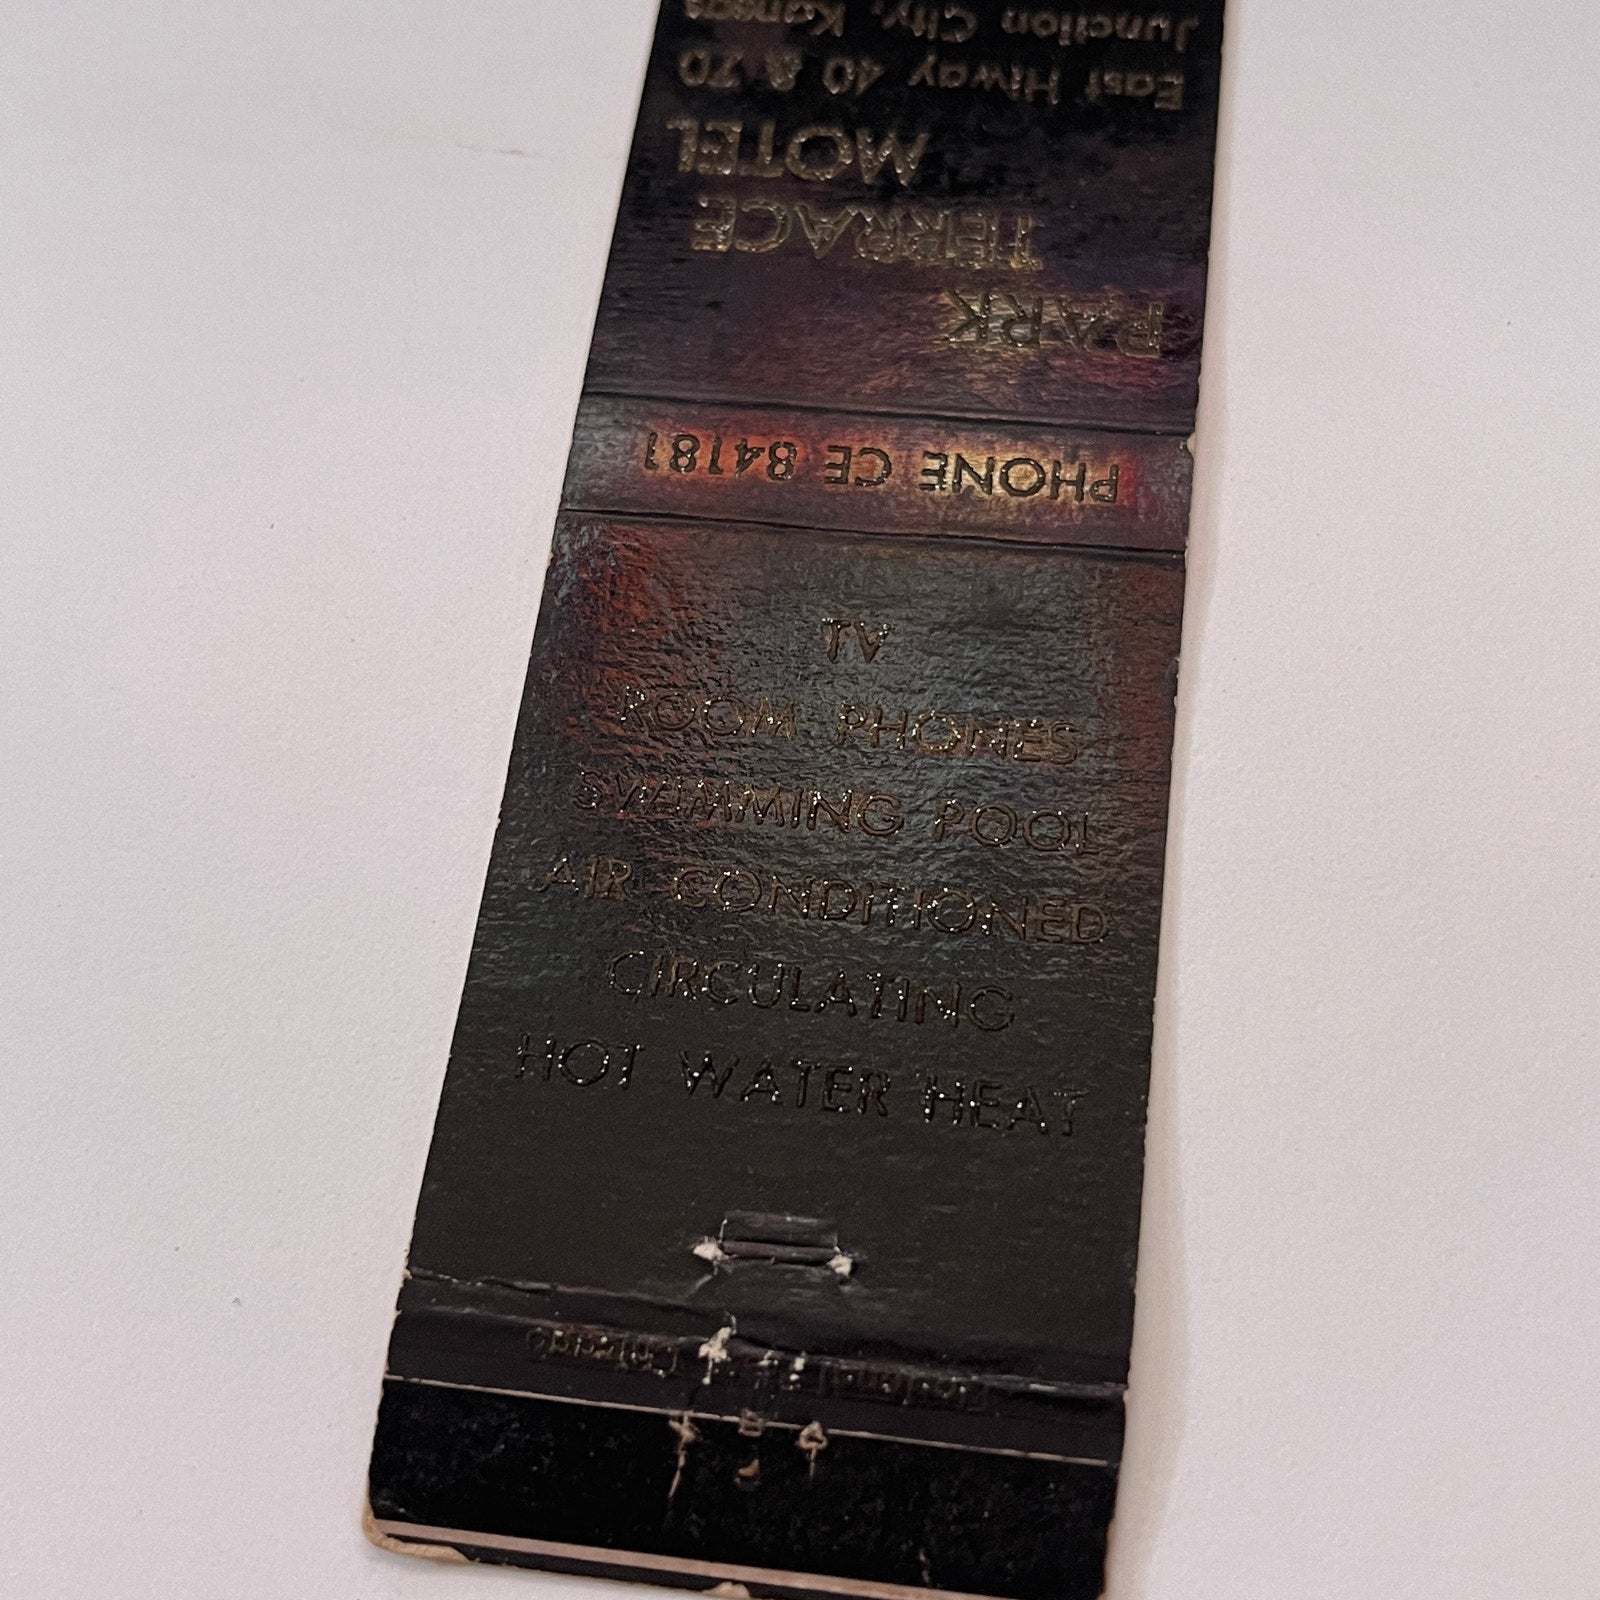 PARK
TERRACE
MOTEL
East Hiway 40 & 70
Junction City, Kansas
PHONE CE 84181
TV
ROOM PHONES
SWIMMING POOL
AIR CONDITIONED
CIRCULATING
HOT WATER HEAT